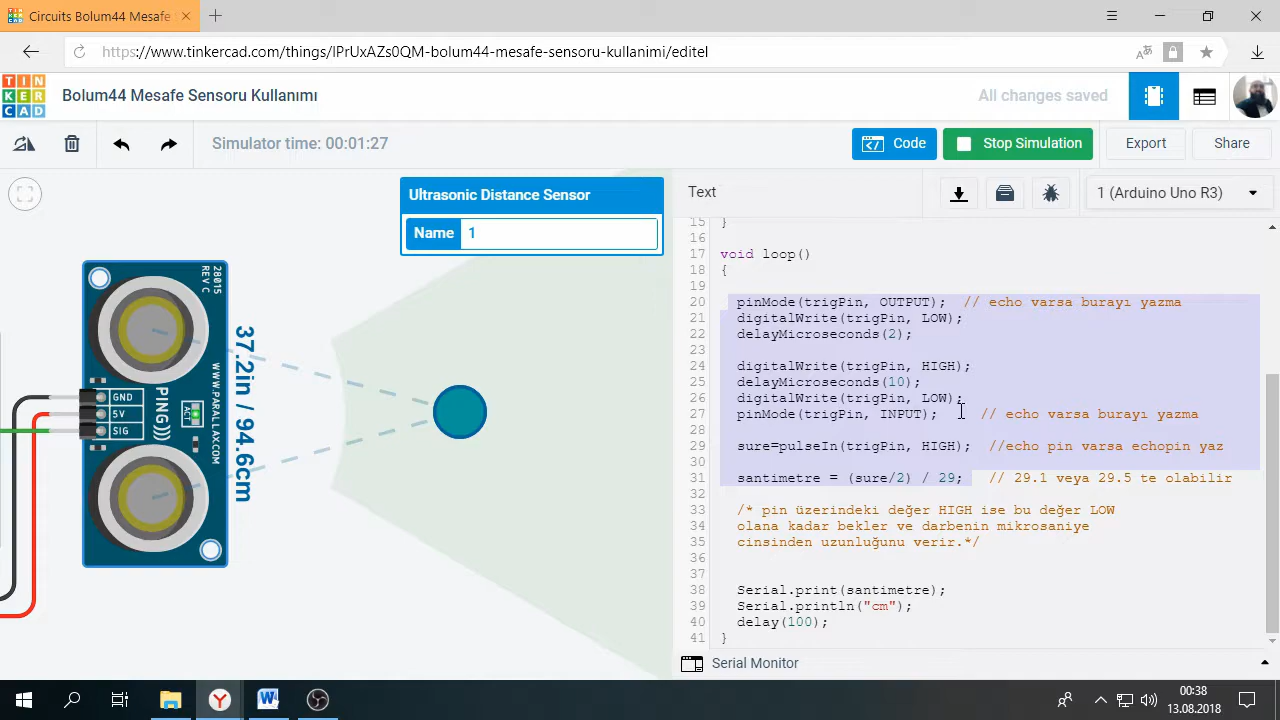 Circuits Bolum44 Mesafe
https://www.tinkercad.com/things/lPrUxAZs0QM-bolum44-mesafe-sensoru-kullanimi/editel
TIN
KER
CAD
Bolum44 Mesafe Sensoru Kullanımı
All changes saved
Simulator time: 00:01:27
Code
Stop Simulation
Export
Share
Ultrasonic Distance Sensor
Name 1
Text
1 (Arduino Uno R3)
28015
REV C
GND
5V
SIG
PING)))
ACT
WWW.PARALLAX.COM
37.2in / 94.6cm
15 }
16
17 void loop()
18 {
19
20 pinMode(trigPin, OUTPUT); // echo varsa burayı yazma
21 digitalWrite(trigPin, LOW);
22 delayMicroseconds(2);
23
24 digitalWrite(trigPin, HIGH);
25 delayMicroseconds(10);
26 digitalWrite(trigPin, LOW);
27 pinMode(trigPin, INPUT); // echo varsa burayı yazma
28
29 sure=pulseIn(trigPin, HIGH); //echo pin varsa echopin yaz
30
31 santimetre = (sure/2) / 29; // 29.1 veya 29.5 te olabilir
32
33 /* pin üzerindeki değer HIGH ise bu değer LOW
34 olana kadar bekler ve darbenin mikrosaniye
35 cinsinden uzunluğunu verir.*/
36
37
38 Serial.print(santimetre);
39 Serial.println("cm");
40 delay(100);
41 }
Serial Monitor
00:38
13.08.2018